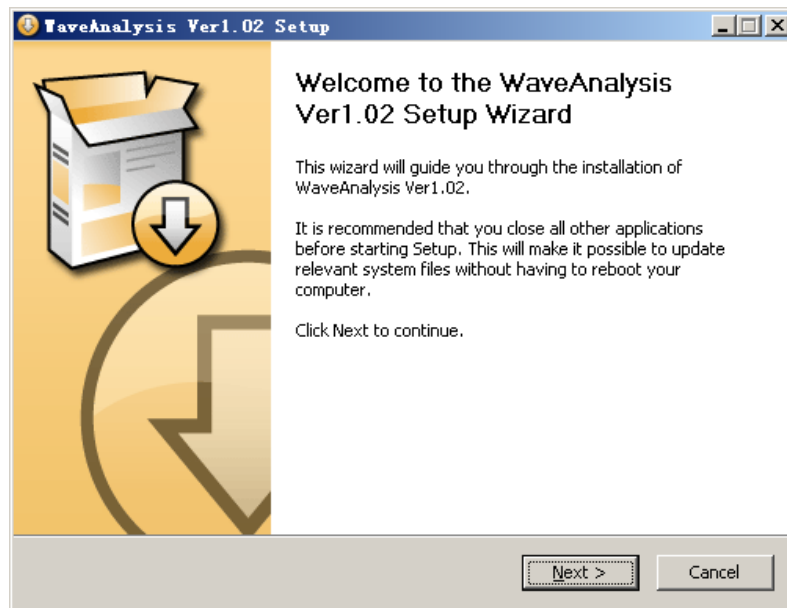 WaveAnalysis Ver1.02 Setup
Welcome to the WaveAnalysis
Ver1.02 Setup Wizard
This wizard will guide you through the installation of
WaveAnalysis Ver1.02.
It is recommended that you close all other applications
before starting Setup. This will make it possible to update
relevant system files without having to reboot your
computer.
Click Next to continue.
Next >
Cancel